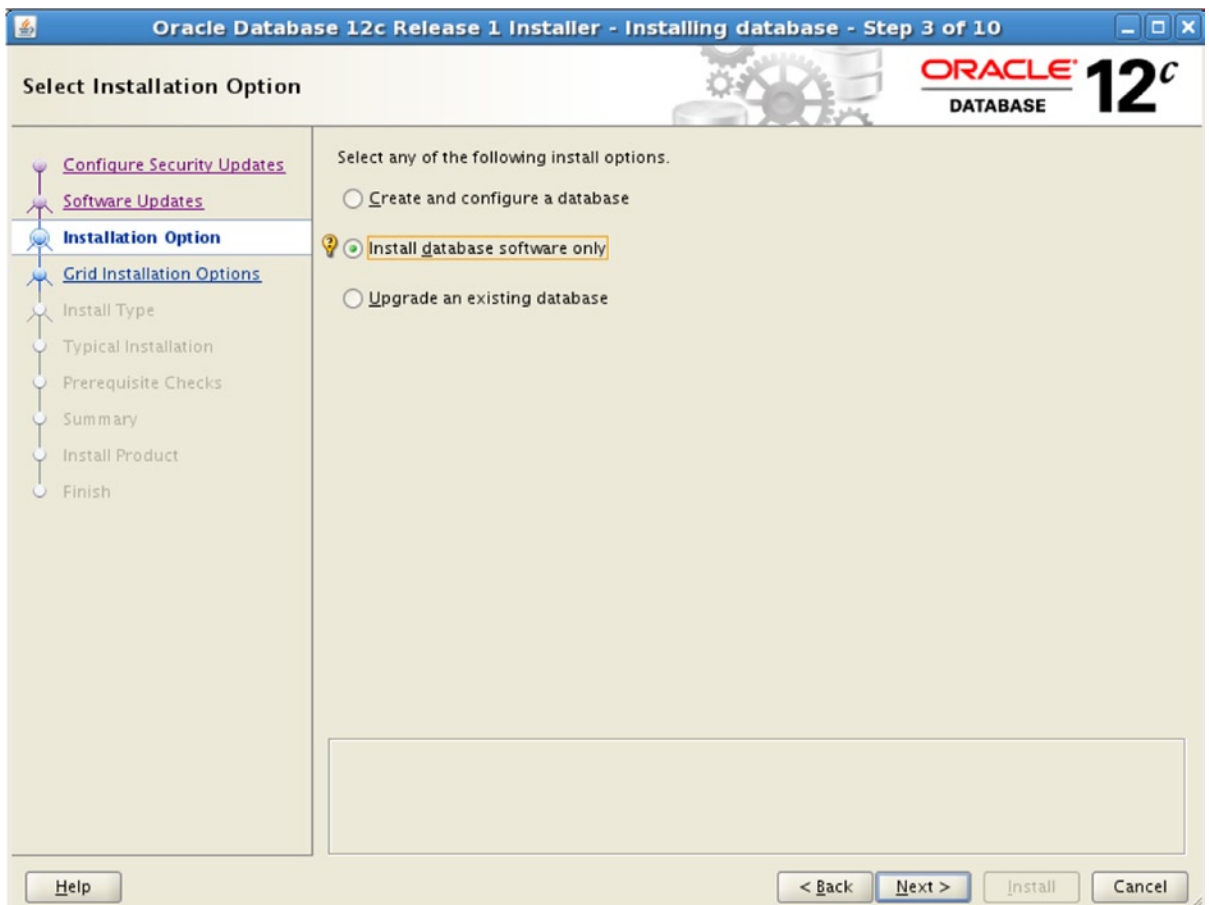 Oracle Database 12c Release 1 Installer - Installing database - Step 3 of 10
Select Installation Option
ORACLE DATABASE 12c
Configure Security Updates
Software Updates
Installation Option
Grid Installation Options
Install Type
Typical Installation
Prerequisite Checks
Summary
Install Product
Finish
Select any of the following install options.
Create and configure a database
Install database software only
Upgrade an existing database
Help
< Back
Next >
Install
Cancel